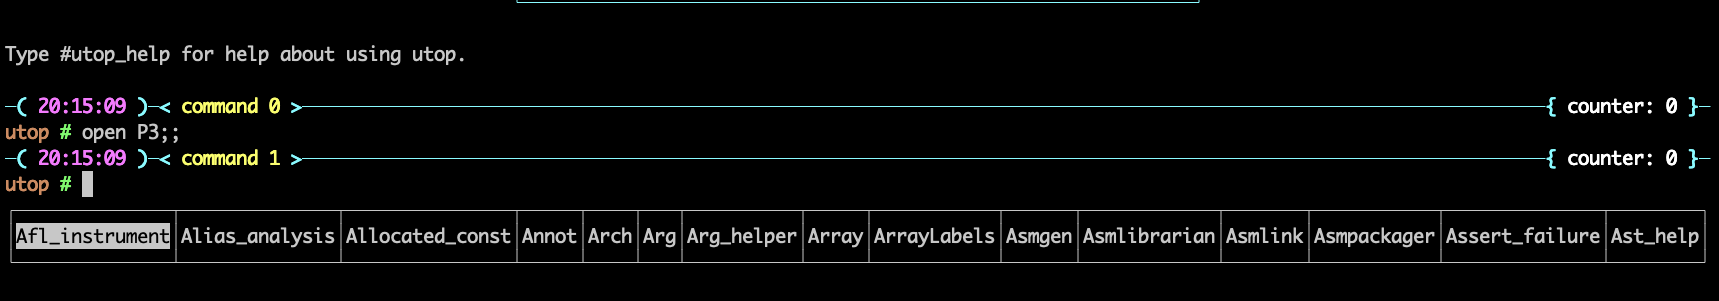 Type #utop_help for help about using utop.
─( 20:15:09 )─< command 0 >─{ counter: 0 }─
utop # open P3;;
─( 20:15:09 )─< command 1 >─{ counter: 0 }─
utop #
Afl_instrument Alias_analysis Allocated_const Annot Arch Arg Arg_helper Array ArrayLabels Asmgen Asmlibrarian Asmlink Asmpackager Assert_failure Ast_help